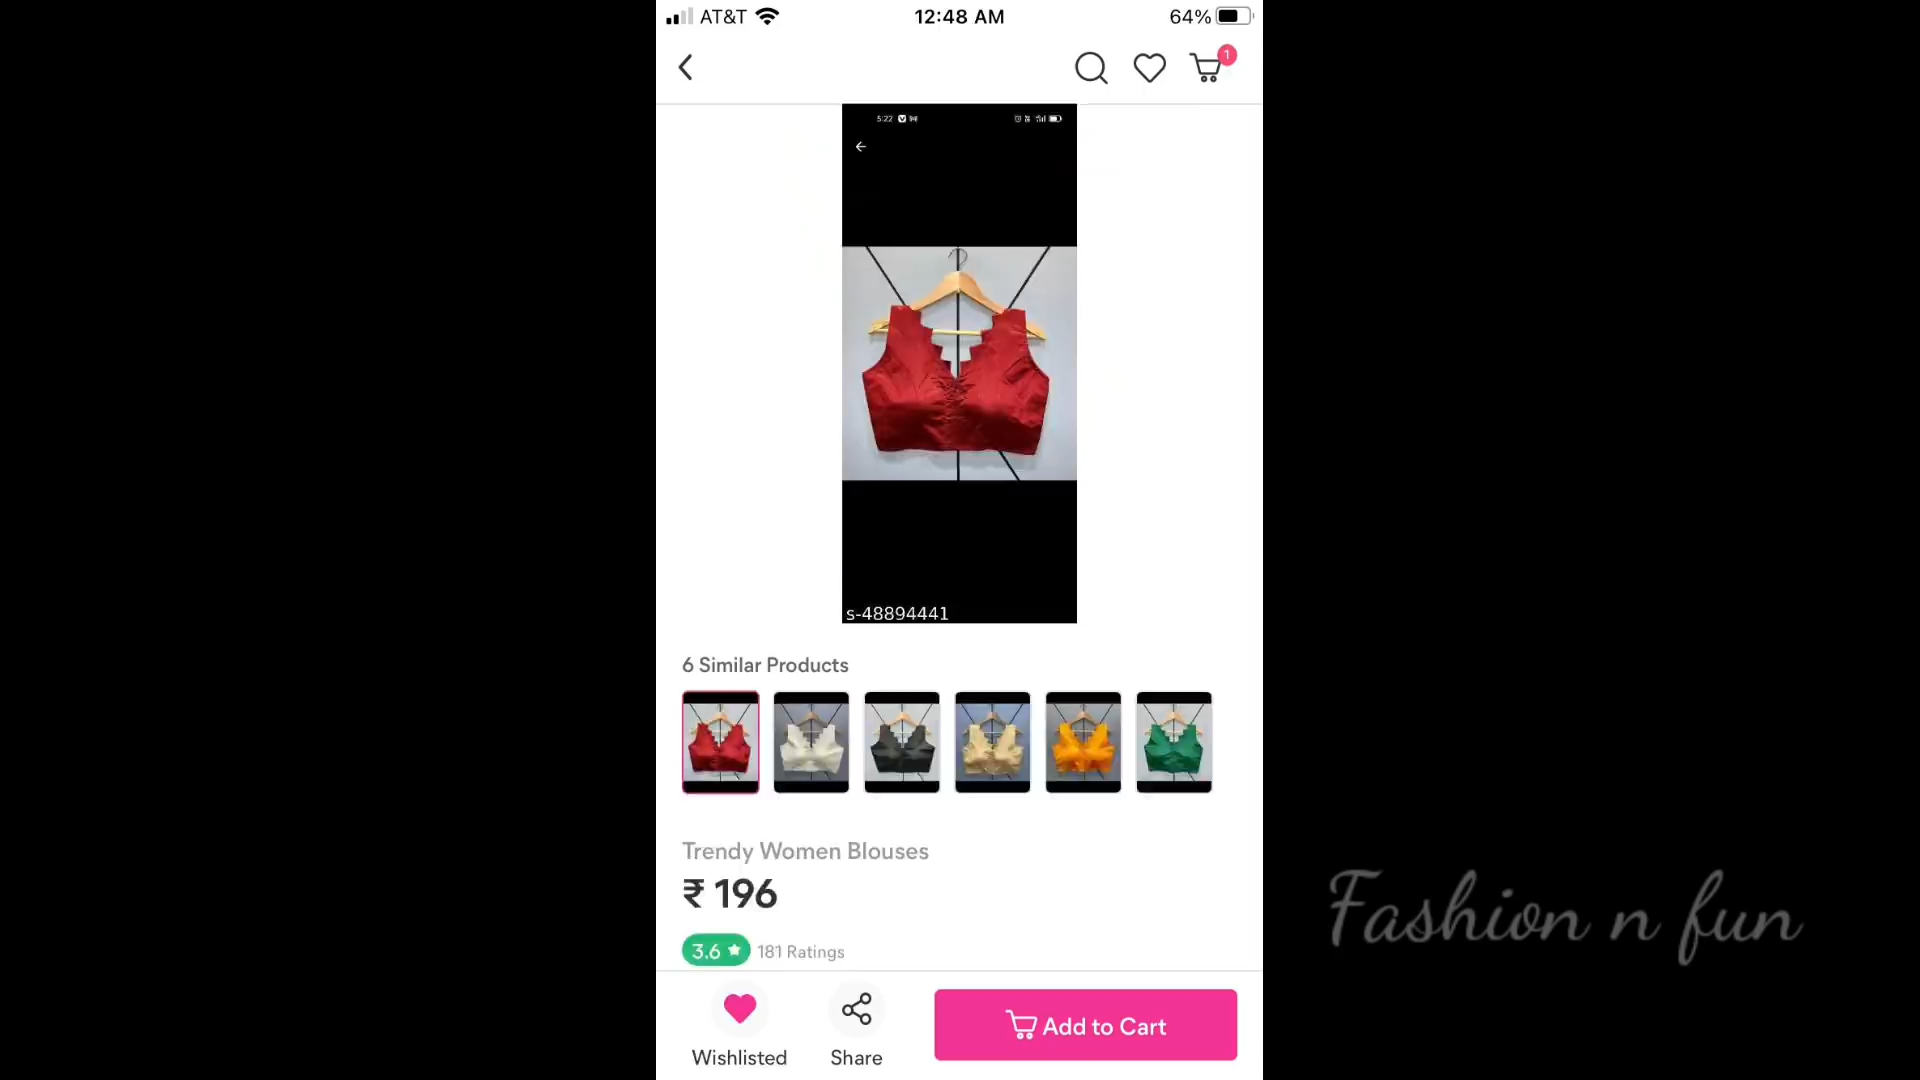 AT&T 12:48 AM 64%
1
5:22
s-48894441
6 Similar Products
Trendy Women Blouses
₹ 196
3.6 181 Ratings
Wishlisted Share Add to Cart
Fashion n fun